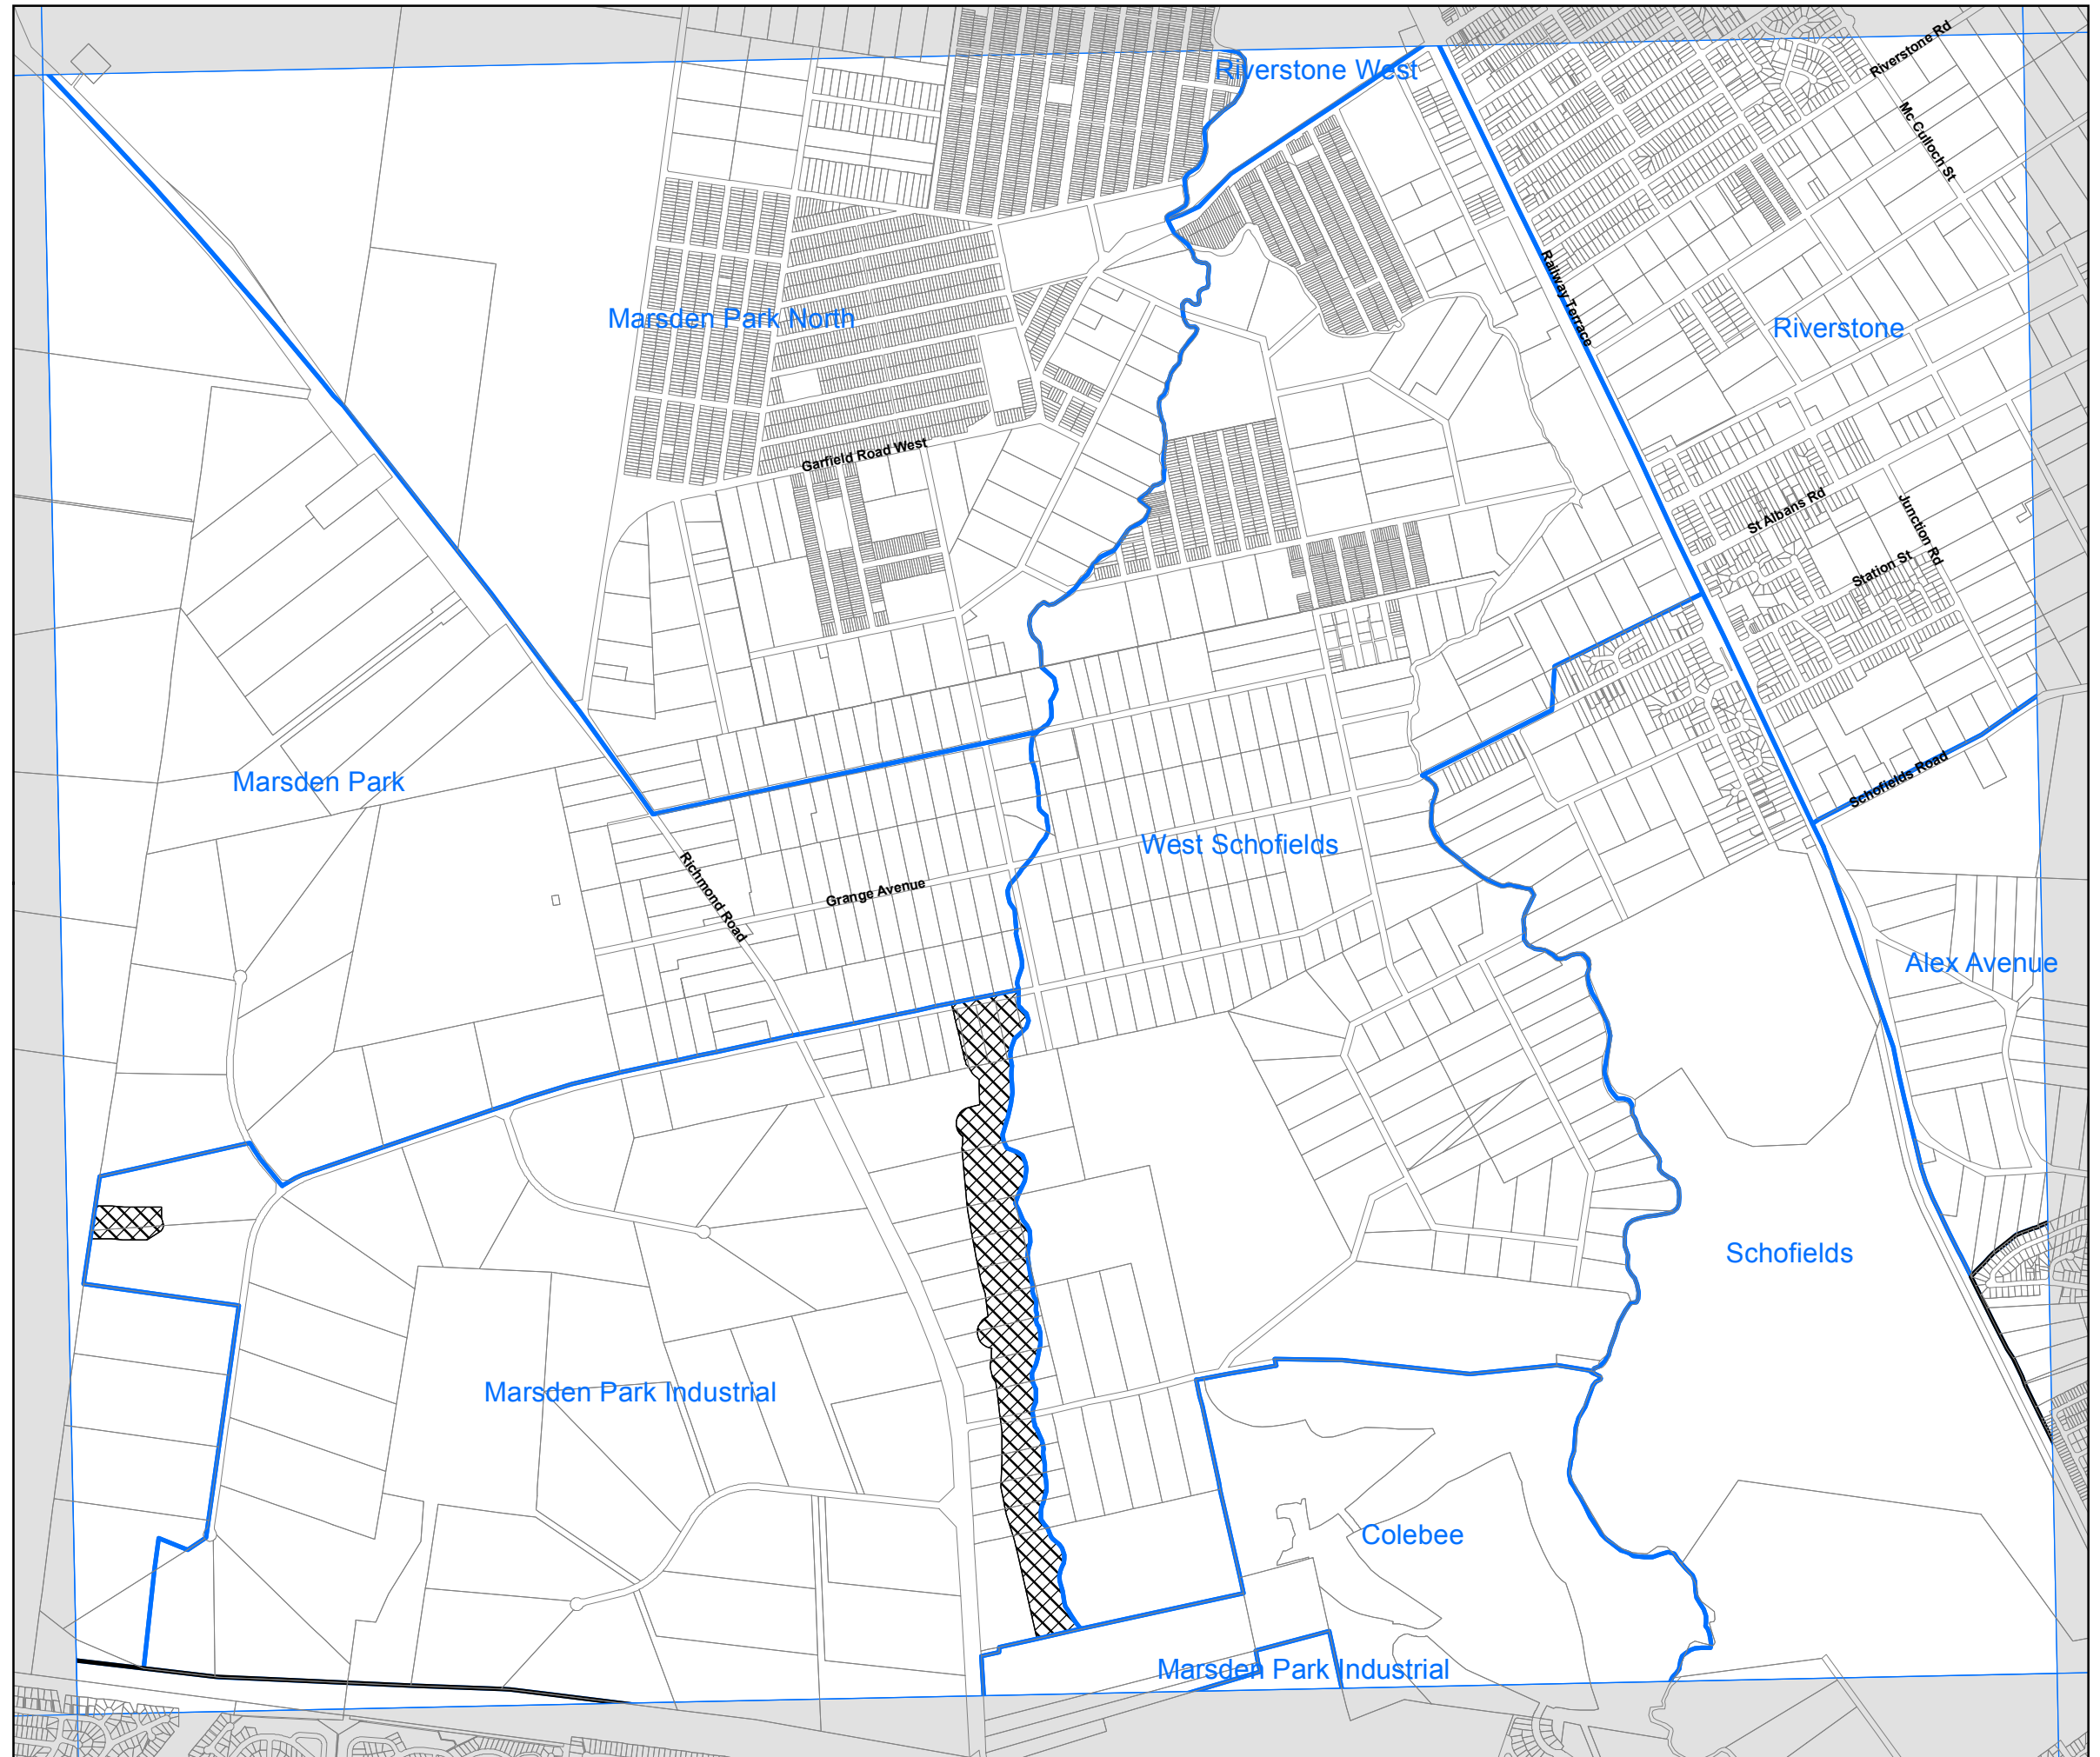 Riverstone Rd
Riverstone West
Mc Culloch St
Railway Terrace
Marsden Park North
Riverstone
Garfield Road West
St Albans Rd
Junction Rd
Station St
Marsden Park
Schofields Road
West Schofields
Richmond Road
Grange Avenue
Alex Avenue
Schofields
Marsden Park Industrial
Colebee
Marsden Park Industrial